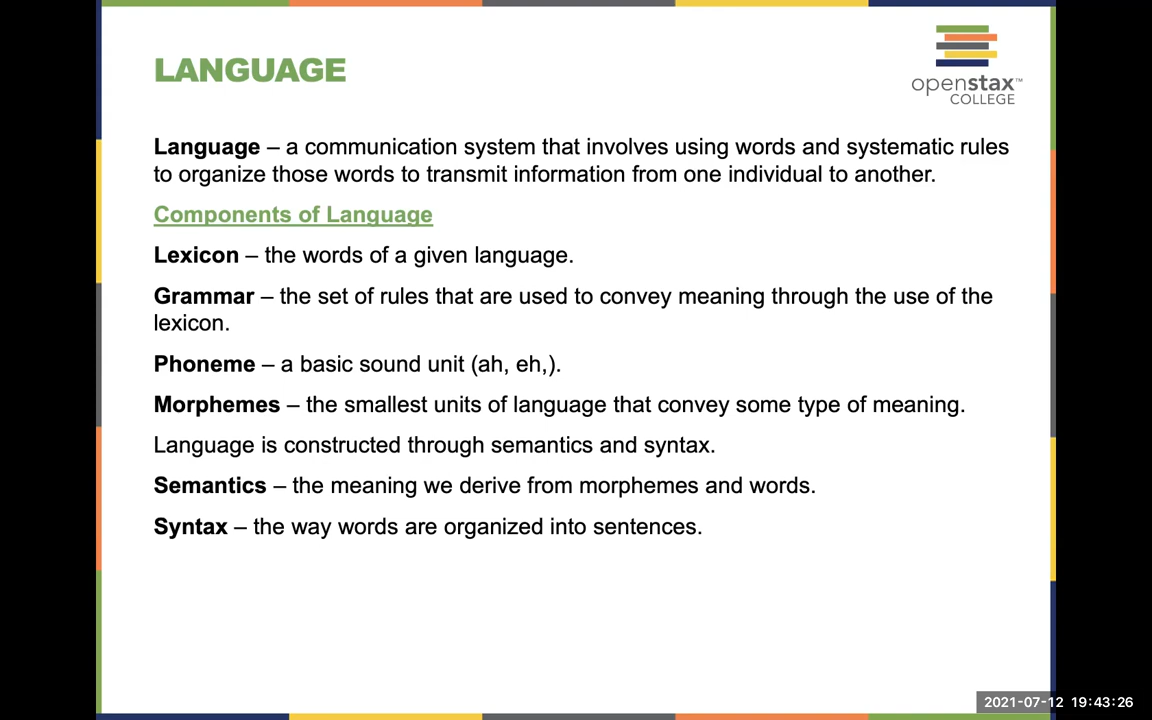 LANGUAGE
openstax™
COLLEGE
Language – a communication system that involves using words and systematic rules
to organize those words to transmit information from one individual to another.
Components of Language
Lexicon – the words of a given language.
Grammar – the set of rules that are used to convey meaning through the use of the
lexicon.
Phoneme – a basic sound unit (ah, eh,).
Morphemes – the smallest units of language that convey some type of meaning.
Language is constructed through semantics and syntax.
Semantics – the meaning we derive from morphemes and words.
Syntax – the way words are organized into sentences.
2021-07-12 19:43:26